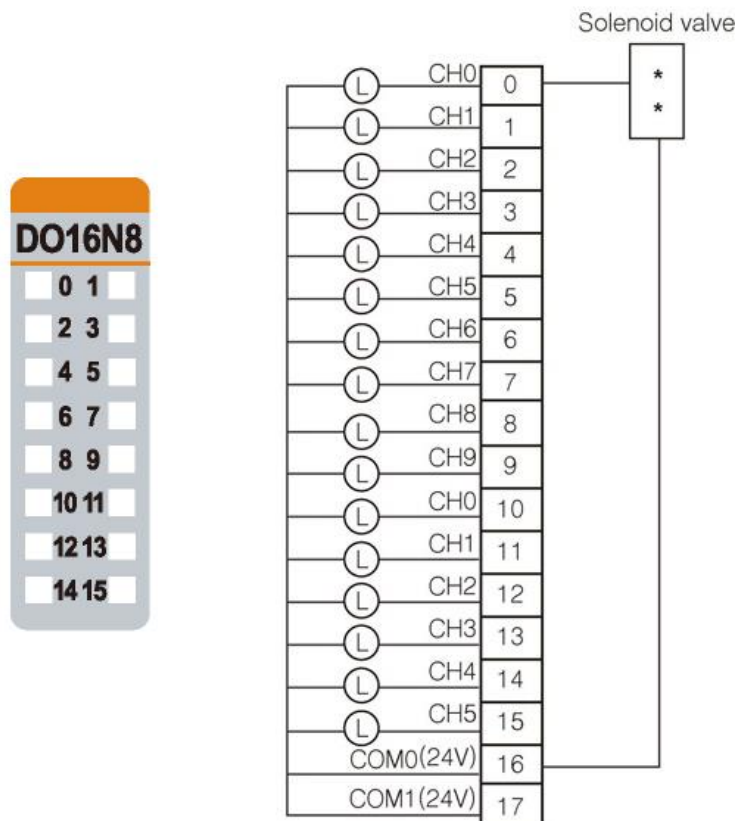 Solenoid valve
DO16N8
0 1
2 3
4 5
6 7
8 9
10 11
12 13
14 15
L CH0 0 *
*
L CH1 1
L CH2 2
L CH3 3
L CH4 4
L CH5 5
L CH6 6
L CH7 7
L CH8 8
L CH9 9
L CH0 10
L CH1 11
L CH2 12
L CH3 13
L CH4 14
L CH5 15
COM0(24V) 16
COM1(24V) 17